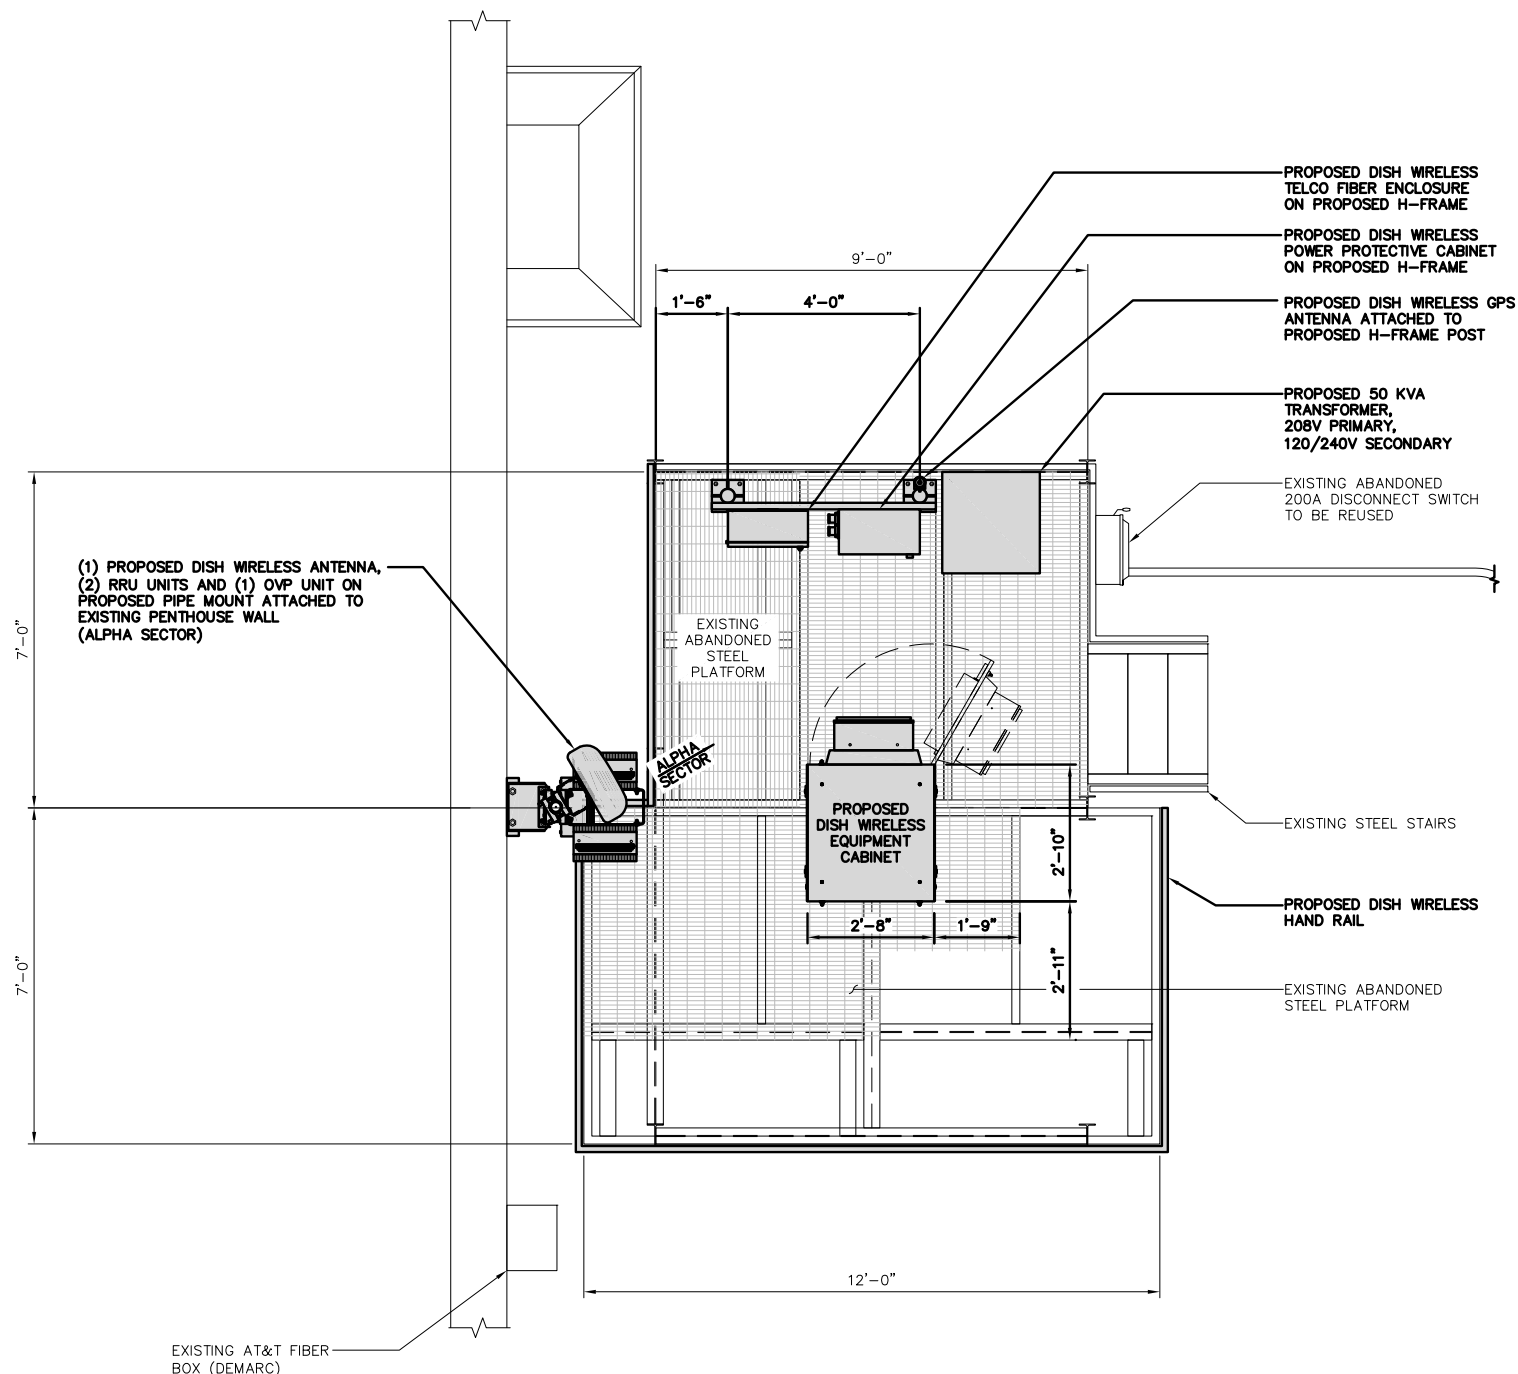 PROPOSED DISH WIRELESS
TELCO FIBER ENCLOSURE
ON PROPOSED H-FRAME
PROPOSED DISH WIRELESS
POWER PROTECTIVE CABINET
ON PROPOSED H-FRAME
9'-0"
1'-6"
4'-0"
PROPOSED DISH WIRELESS GPS
ANTENNA ATTACHED TO
PROPOSED H-FRAME POST
PROPOSED 50 KVA
TRANSFORMER,
208V PRIMARY,
120/240V SECONDARY
EXISTING ABANDONED
200A DISCONNECT SWITCH
TO BE REUSED
(1) PROPOSED DISH WIRELESS ANTENNA,
(2) RRU UNITS AND (1) OVP UNIT ON
PROPOSED PIPE MOUNT ATTACHED TO
EXISTING PENTHOUSE WALL
(ALPHA SECTOR)
7'-0"
EXISTING
ABANDONED
STEEL
PLATFORM
ALPHA
SECTOR
PROPOSED
DISH WIRELESS
EQUIPMENT
CABINET
2'-10"
EXISTING STEEL STAIRS
PROPOSED DISH WIRELESS
HAND RAIL
2'-8"
1'-9"
2'-11"
7'-0"
EXISTING ABANDONED
STEEL PLATFORM
12'-0"
EXISTING AT&T FIBER
BOX (DEMARC)